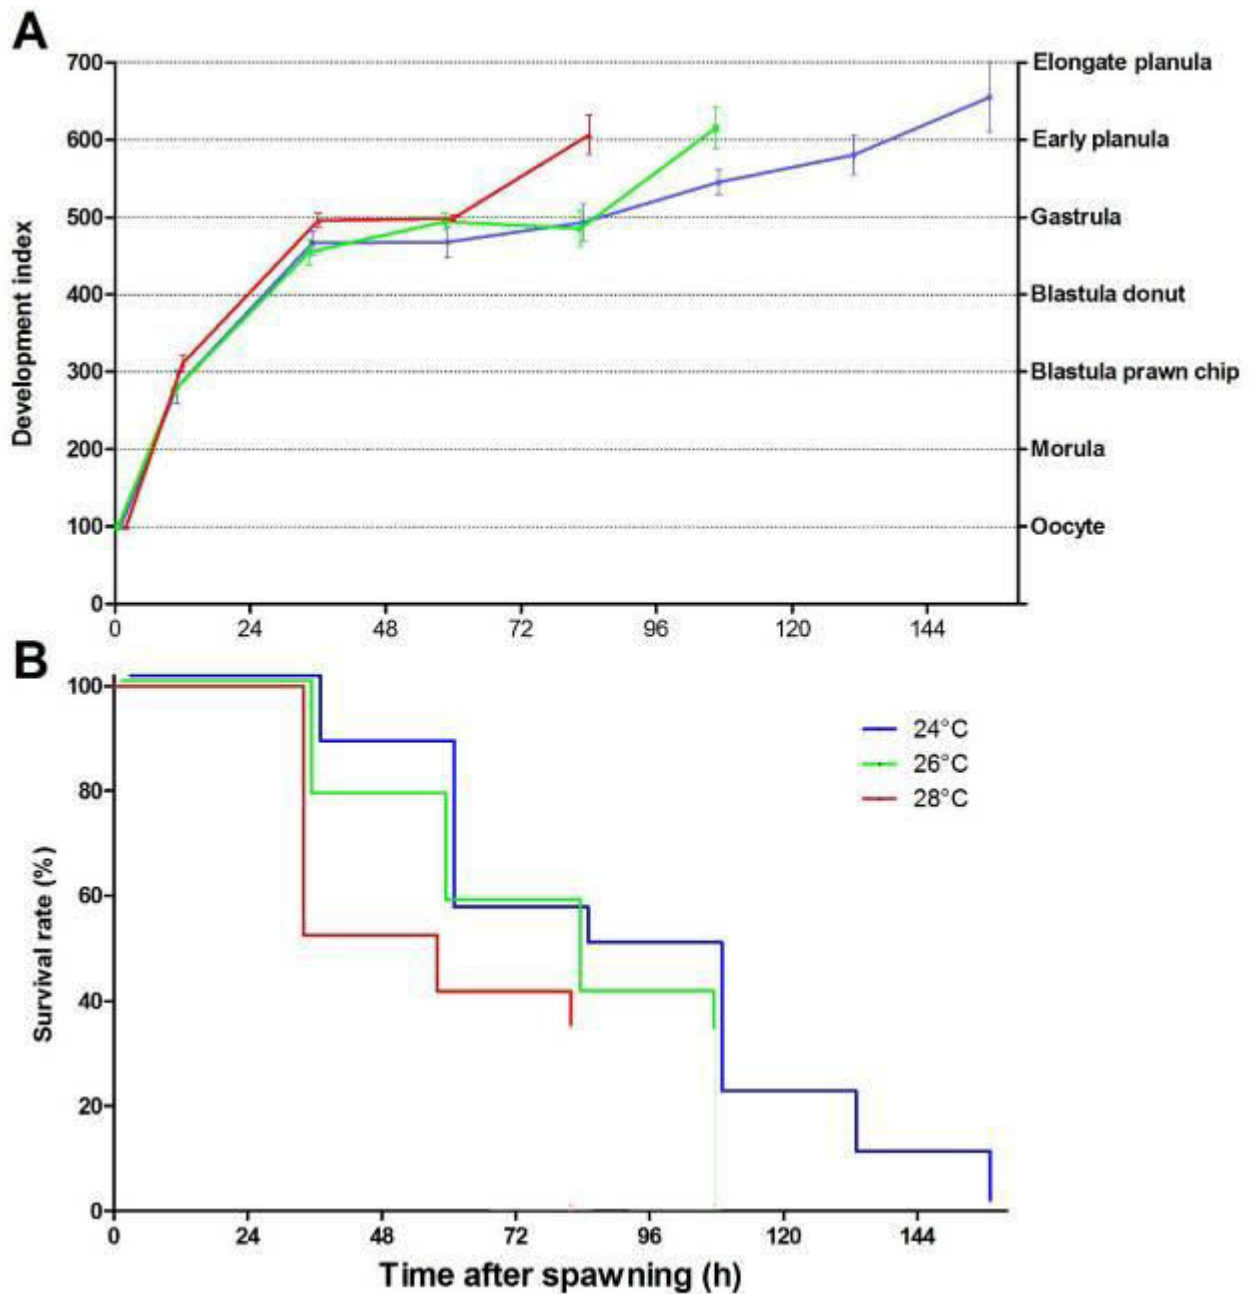 A
700
600
500
400
300
200
100
0
Development index
Elongate planula
Early planula
Gastrula
Blastula donut
Blastula prawn chip
Morula
Oocyte
0 24 48 72 96 120 144
B
100
80
60
40
20
0
Survival rate (%)
24°C
26°C
28°C
0 24 48 72 96 120 144
Time after spawning (h)